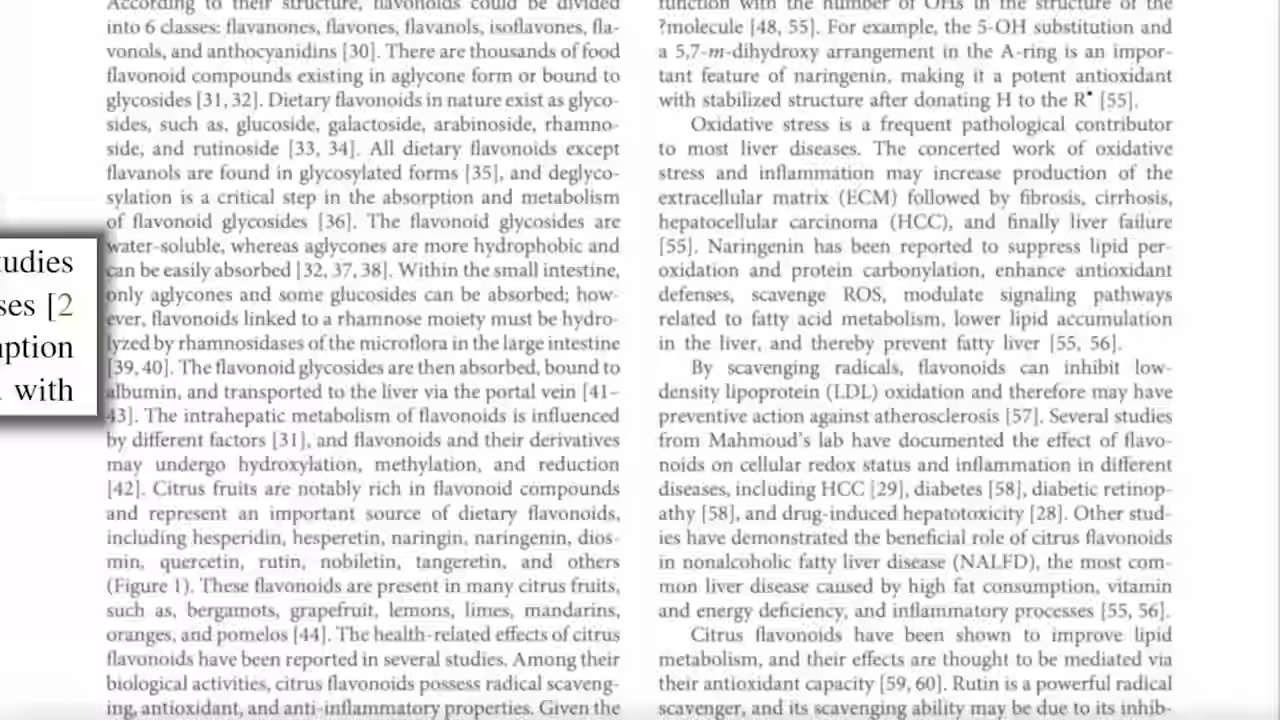 According to their structure, flavonoids could be divided
into 6 classes: flavanones, flavones, flavanols, isoflavones, fla-
vonols, and anthocyanidins [30]. There are thousands of food
flavonoid compounds existing in aglycone form or bound to
glycosides [31, 32]. Dietary flavonoids in nature exist as glyco-
sides, such as, glucoside, galactoside, arabinoside, rhamno-
side, and rutinoside [33, 34]. All dietary flavonoids except
flavanols are found in glycosylated forms [35], and deglyco-
sylation is a critical step in the absorption and metabolism
of flavonoid glycosides [36]. The flavonoid glycosides are
water-soluble, whereas aglycones are more hydrophobic and
can be easily absorbed [32, 37, 38]. Within the small intestine,
only aglycones and some glucosides can be absorbed; how-
ever, flavonoids linked to a rhamnose moiety must be hydro-
lyzed by rhamnosidases of the microflora in the large intestine
[39, 40]. The flavonoid glycosides are then absorbed, bound to
albumin, and transported to the liver via the portal vein [41–
43]. The intrahepatic metabolism of flavonoids is influenced
by different factors [31], and flavonoids and their derivatives
may undergo hydroxylation, methylation, and reduction
[42]. Citrus fruits are notably rich in flavonoid compounds
and represent an important source of dietary flavonoids,
including hesperidin, hesperetin, naringin, naringenin, dios-
min, quercetin, rutin, nobiletin, tangeretin, and others
(Figure 1). These flavonoids are present in many citrus fruits,
such as, bergamots, grapefruit, lemons, limes, mandarins,
oranges, and pomelos [44]. The health-related effects of citrus
flavonoids have been reported in several studies. Among their
biological activities, citrus flavonoids possess radical scaveng-
ing, antioxidant, and anti-inflammatory properties. Given the
function with the number of OHs in the structure of the
?molecule [48, 55]. For example, the 5-OH substitution and
a 5,7-m-dihydroxy arrangement in the A-ring is an impor-
tant feature of naringenin, making it a potent antioxidant
with stabilized structure after donating H to the R• [55].
Oxidative stress is a frequent pathological contributor
to most liver diseases. The concerted work of oxidative
stress and inflammation may increase production of the
extracellular matrix (ECM) followed by fibrosis, cirrhosis,
hepatocellular carcinoma (HCC), and finally liver failure
[55]. Naringenin has been reported to suppress lipid per-
oxidation and protein carbonylation, enhance antioxidant
defenses, scavenge ROS, modulate signaling pathways
related to fatty acid metabolism, lower lipid accumulation
in the liver, and thereby prevent fatty liver [55, 56].
By scavenging radicals, flavonoids can inhibit low-
density lipoprotein (LDL) oxidation and therefore may have
preventive action against atherosclerosis [57]. Several studies
from Mahmoud's lab have documented the effect of flavo-
noids on cellular redox status and inflammation in different
diseases, including HCC [29], diabetes [58], diabetic retinop-
athy [58], and drug-induced hepatotoxicity [28]. Other stud-
ies have demonstrated the beneficial role of citrus flavonoids
in nonalcoholic fatty liver disease (NALFD), the most com-
mon liver disease caused by high fat consumption, vitamin
and energy deficiency, and inflammatory processes [55, 56].
Citrus flavonoids have been shown to improve lipid
metabolism, and their effects are thought to be mediated via
their antioxidant capacity [59, 60]. Rutin is a powerful radical
scavenger, and its scavenging ability may be due to its inhib-
tudies
ses [2
ption
with